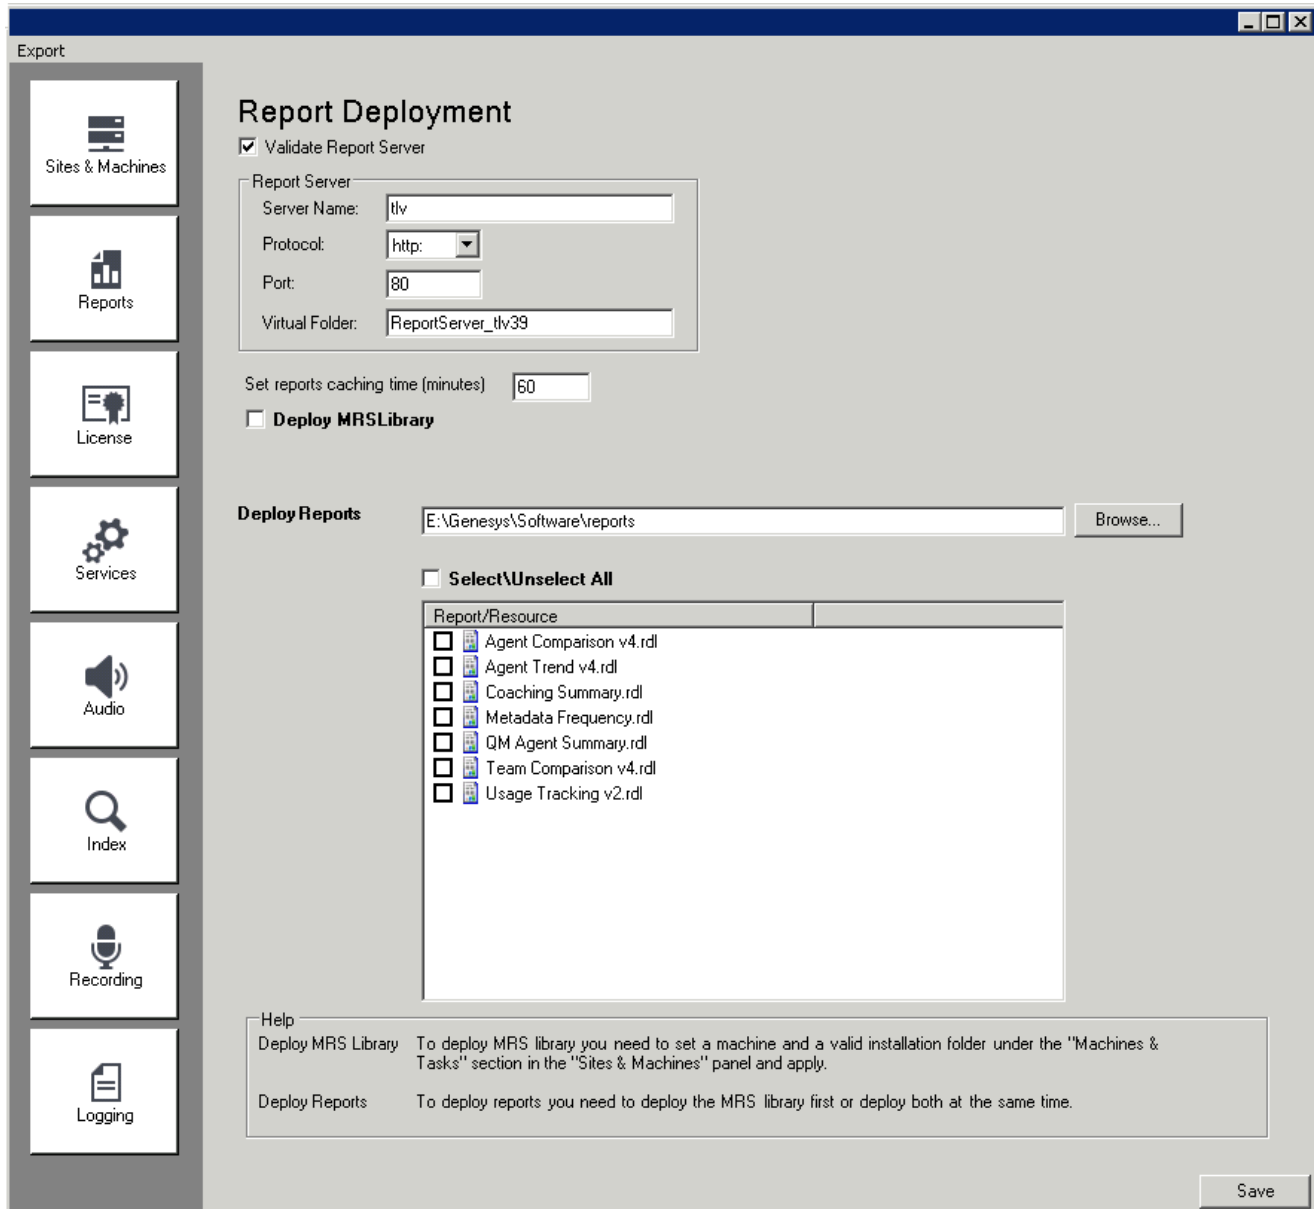 Export
Sites & Machines
Reports
License
Services
Audio
Index
Recording
Logging
Report Deployment
Validate Report Server
Report Server
Server Name: tlv
Protocol: http:
Port: 80
Virtual Folder: ReportServer_tlv39
Set reports caching time (minutes) 60
Deploy MRSLibrary
Deploy Reports E:\Genesys\Software\reports Browse...
Select\Unselect All
Report/Resource
Agent Comparison v4.rdl
Agent Trend v4.rdl
Coaching Summary.rdl
Metadata Frequency.rdl
QM Agent Summary.rdl
Team Comparison v4.rdl
Usage Tracking v2.rdl
Help
Deploy MRS Library To deploy MRS library you need to set a machine and a valid installation folder under the "Machines &
Tasks" section in the "Sites & Machines" panel and apply.
Deploy Reports To deploy reports you need to deploy the MRS library first or deploy both at the same time.
Save